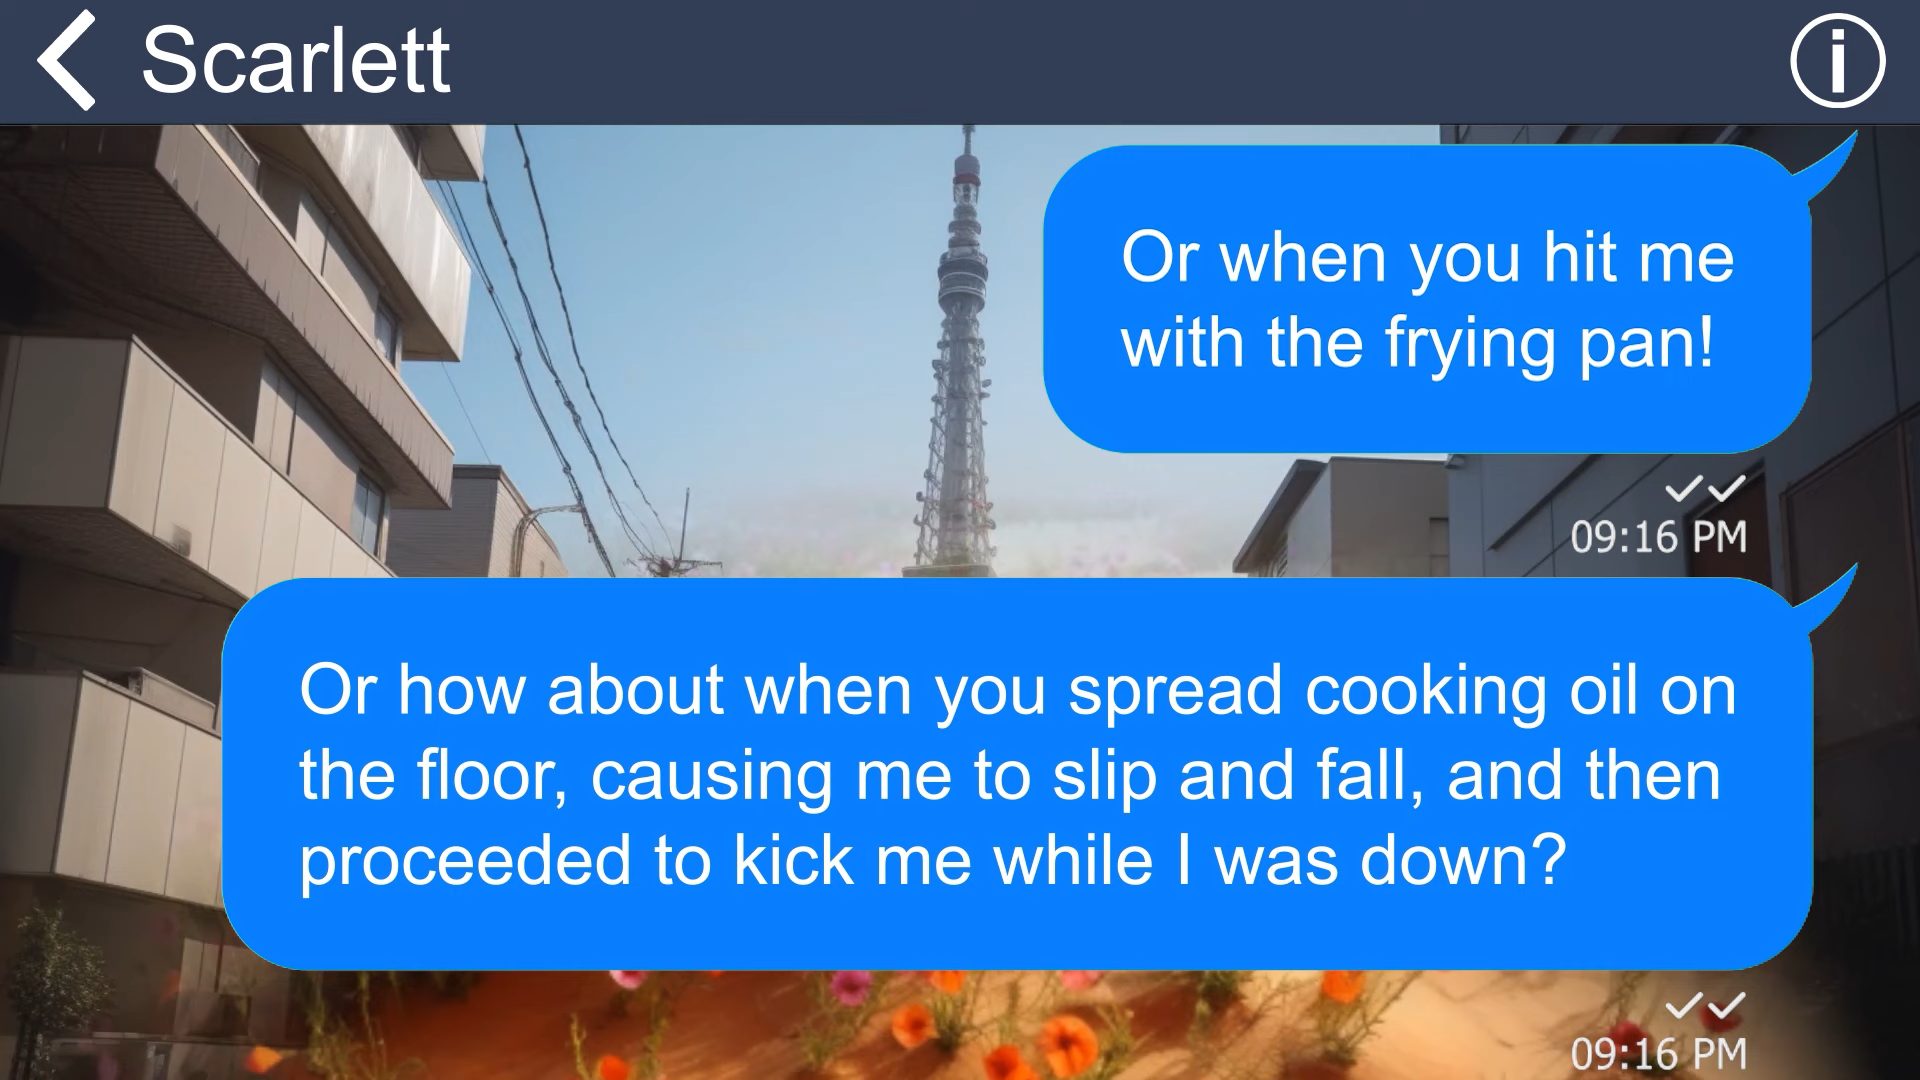 Scarlett
Or when you hit me
with the frying pan!
09:16 PM
Or how about when you spread cooking oil on
the floor, causing me to slip and fall, and then
proceeded to kick me while I was down?
09:16 PM